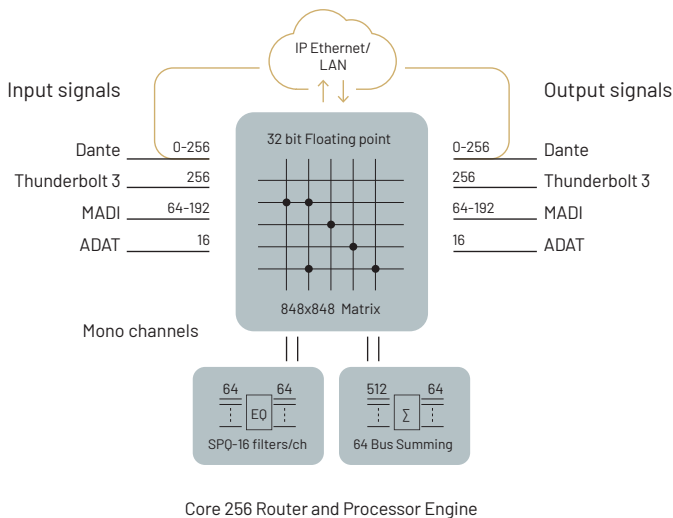 IP Ethernet/
LAN
Input signals
Output signals
32 bit Floating point
Dante 0-256
Thunderbolt 3 256
MADI 64-192
ADAT 16
0-256 Dante
256 Thunderbolt 3
64-192 MADI
16 ADAT
848x848 Matrix
Mono channels
64 EQ 64
SPQ-16 filters/ch
512 Σ 64
64 Bus Summing
Core 256 Router and Processor Engine